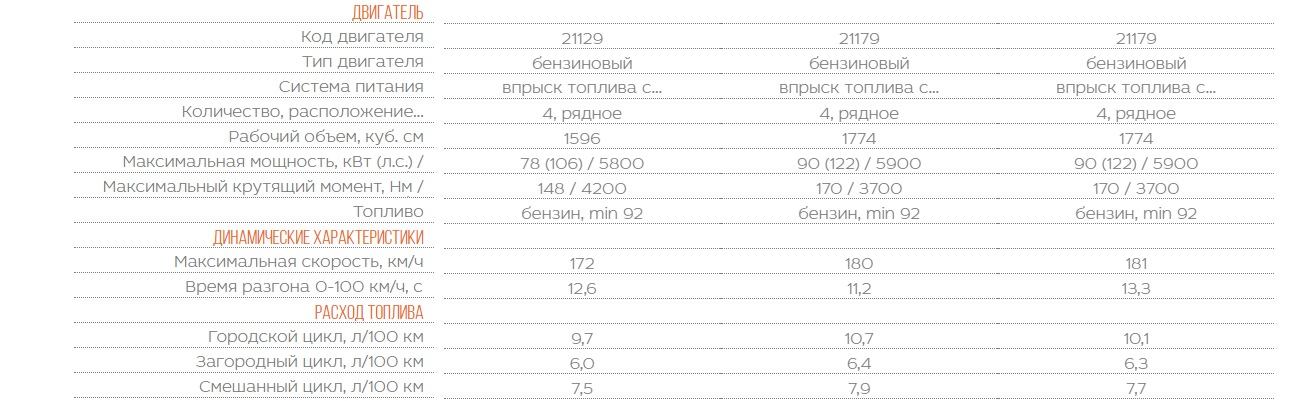 ДВИГАТЕЛЬ
Код двигателя 21129 21179 21179
Тип двигателя бензиновый бензиновый бензиновый
Система питания впрыск топлива с... впрыск топлива с... впрыск топлива с...
Количество, расположение... 4, рядное 4, рядное 4, рядное
Рабочий объем, куб. см 1596 1774 1774
Максимальная мощность, кВт (л.с.) / 78 (106) / 5800 90 (122) / 5900 90 (122) / 5900
Максимальный крутящий момент, Нм / 148 / 4200 170 / 3700 170 / 3700
Топливо бензин, min 92 бензин, min 92 бензин, min 92
ДИНАМИЧЕСКИЕ ХАРАКТЕРИСТИКИ
Максимальная скорость, км/ч 172 180 181
Время разгона 0-100 км/ч, с 12,6 11,2 13,3
РАСХОД ТОПЛИВА
Городской цикл, л/100 км 9,7 10,7 10,1
Загородный цикл, л/100 км 6,0 6,4 6,3
Смешанный цикл, л/100 км 7,5 7,9 7,7